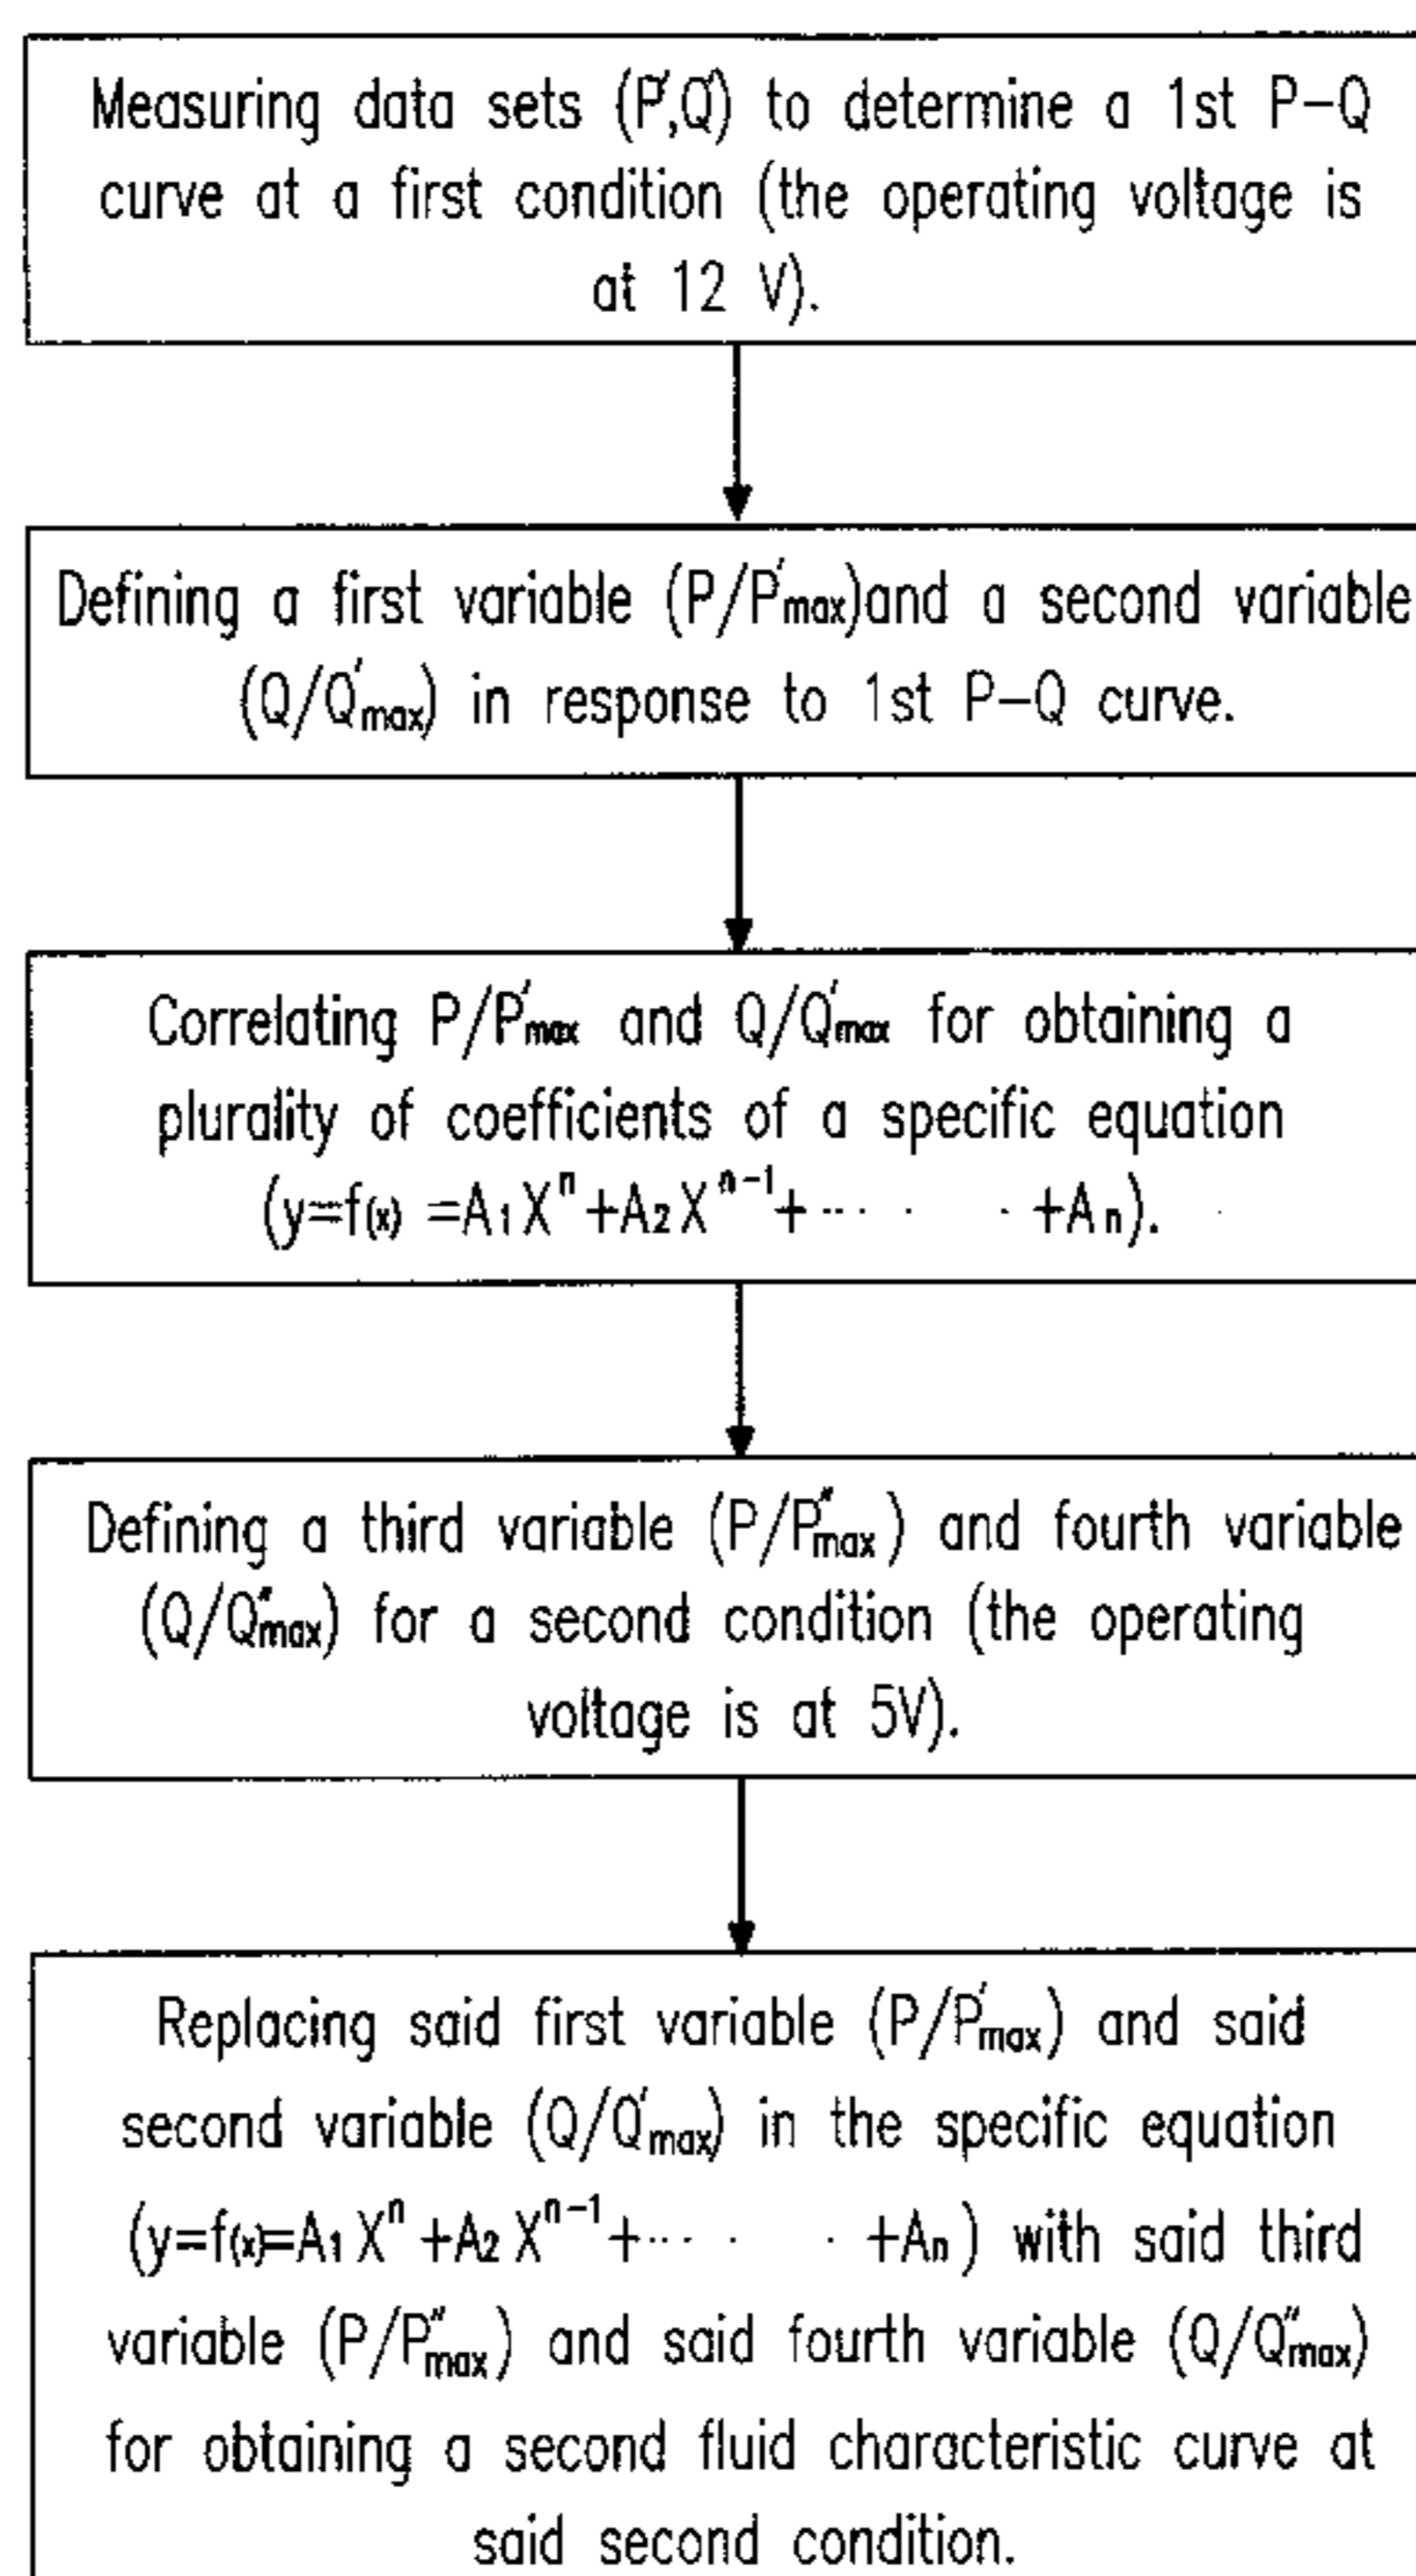 Measuring data sets (P',Q') to determine a 1st P-Q
curve at a first condition (the operating voltage is
at 12 V).
Defining a first variable (P/P'max)and a second variable
(Q/Q'max) in response to 1st P-Q curve.
Correlating P/P'max and Q/Q'max for obtaining a
plurality of coefficients of a specific equation
(y=f(x) =A₁Xⁿ+A₂Xⁿ⁻¹+··· · ·+Aₙ).
Defining a third variable (P/P"max) and fourth variable
(Q/Q"max) for a second condition (the operating
voltage is at 5V).
Replacing said first variable (P/P'max) and said
second variable (Q/Q'max) in the specific equation
(y=f(x)=A₁Xⁿ+A₂Xⁿ⁻¹+··· · ·+Aₙ) with said third
variable (P/P"max) and said fourth variable (Q/Q"max)
for obtaining a second fluid characteristic curve at
said second condition.